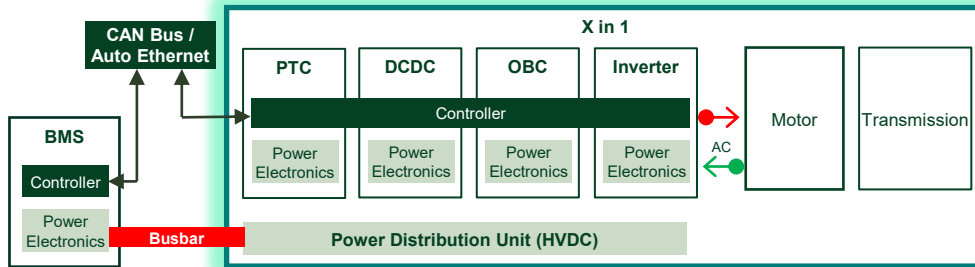 CAN Bus /
Auto Ethernet
X in 1
PTC
DCDC
OBC
Inverter
Controller
Power
Electronics
Power
Electronics
Power
Electronics
Power
Electronics
AC
Motor
Transmission
BMS
Controller
Power
Electronics
Busbar
Power Distribution Unit (HVDC)